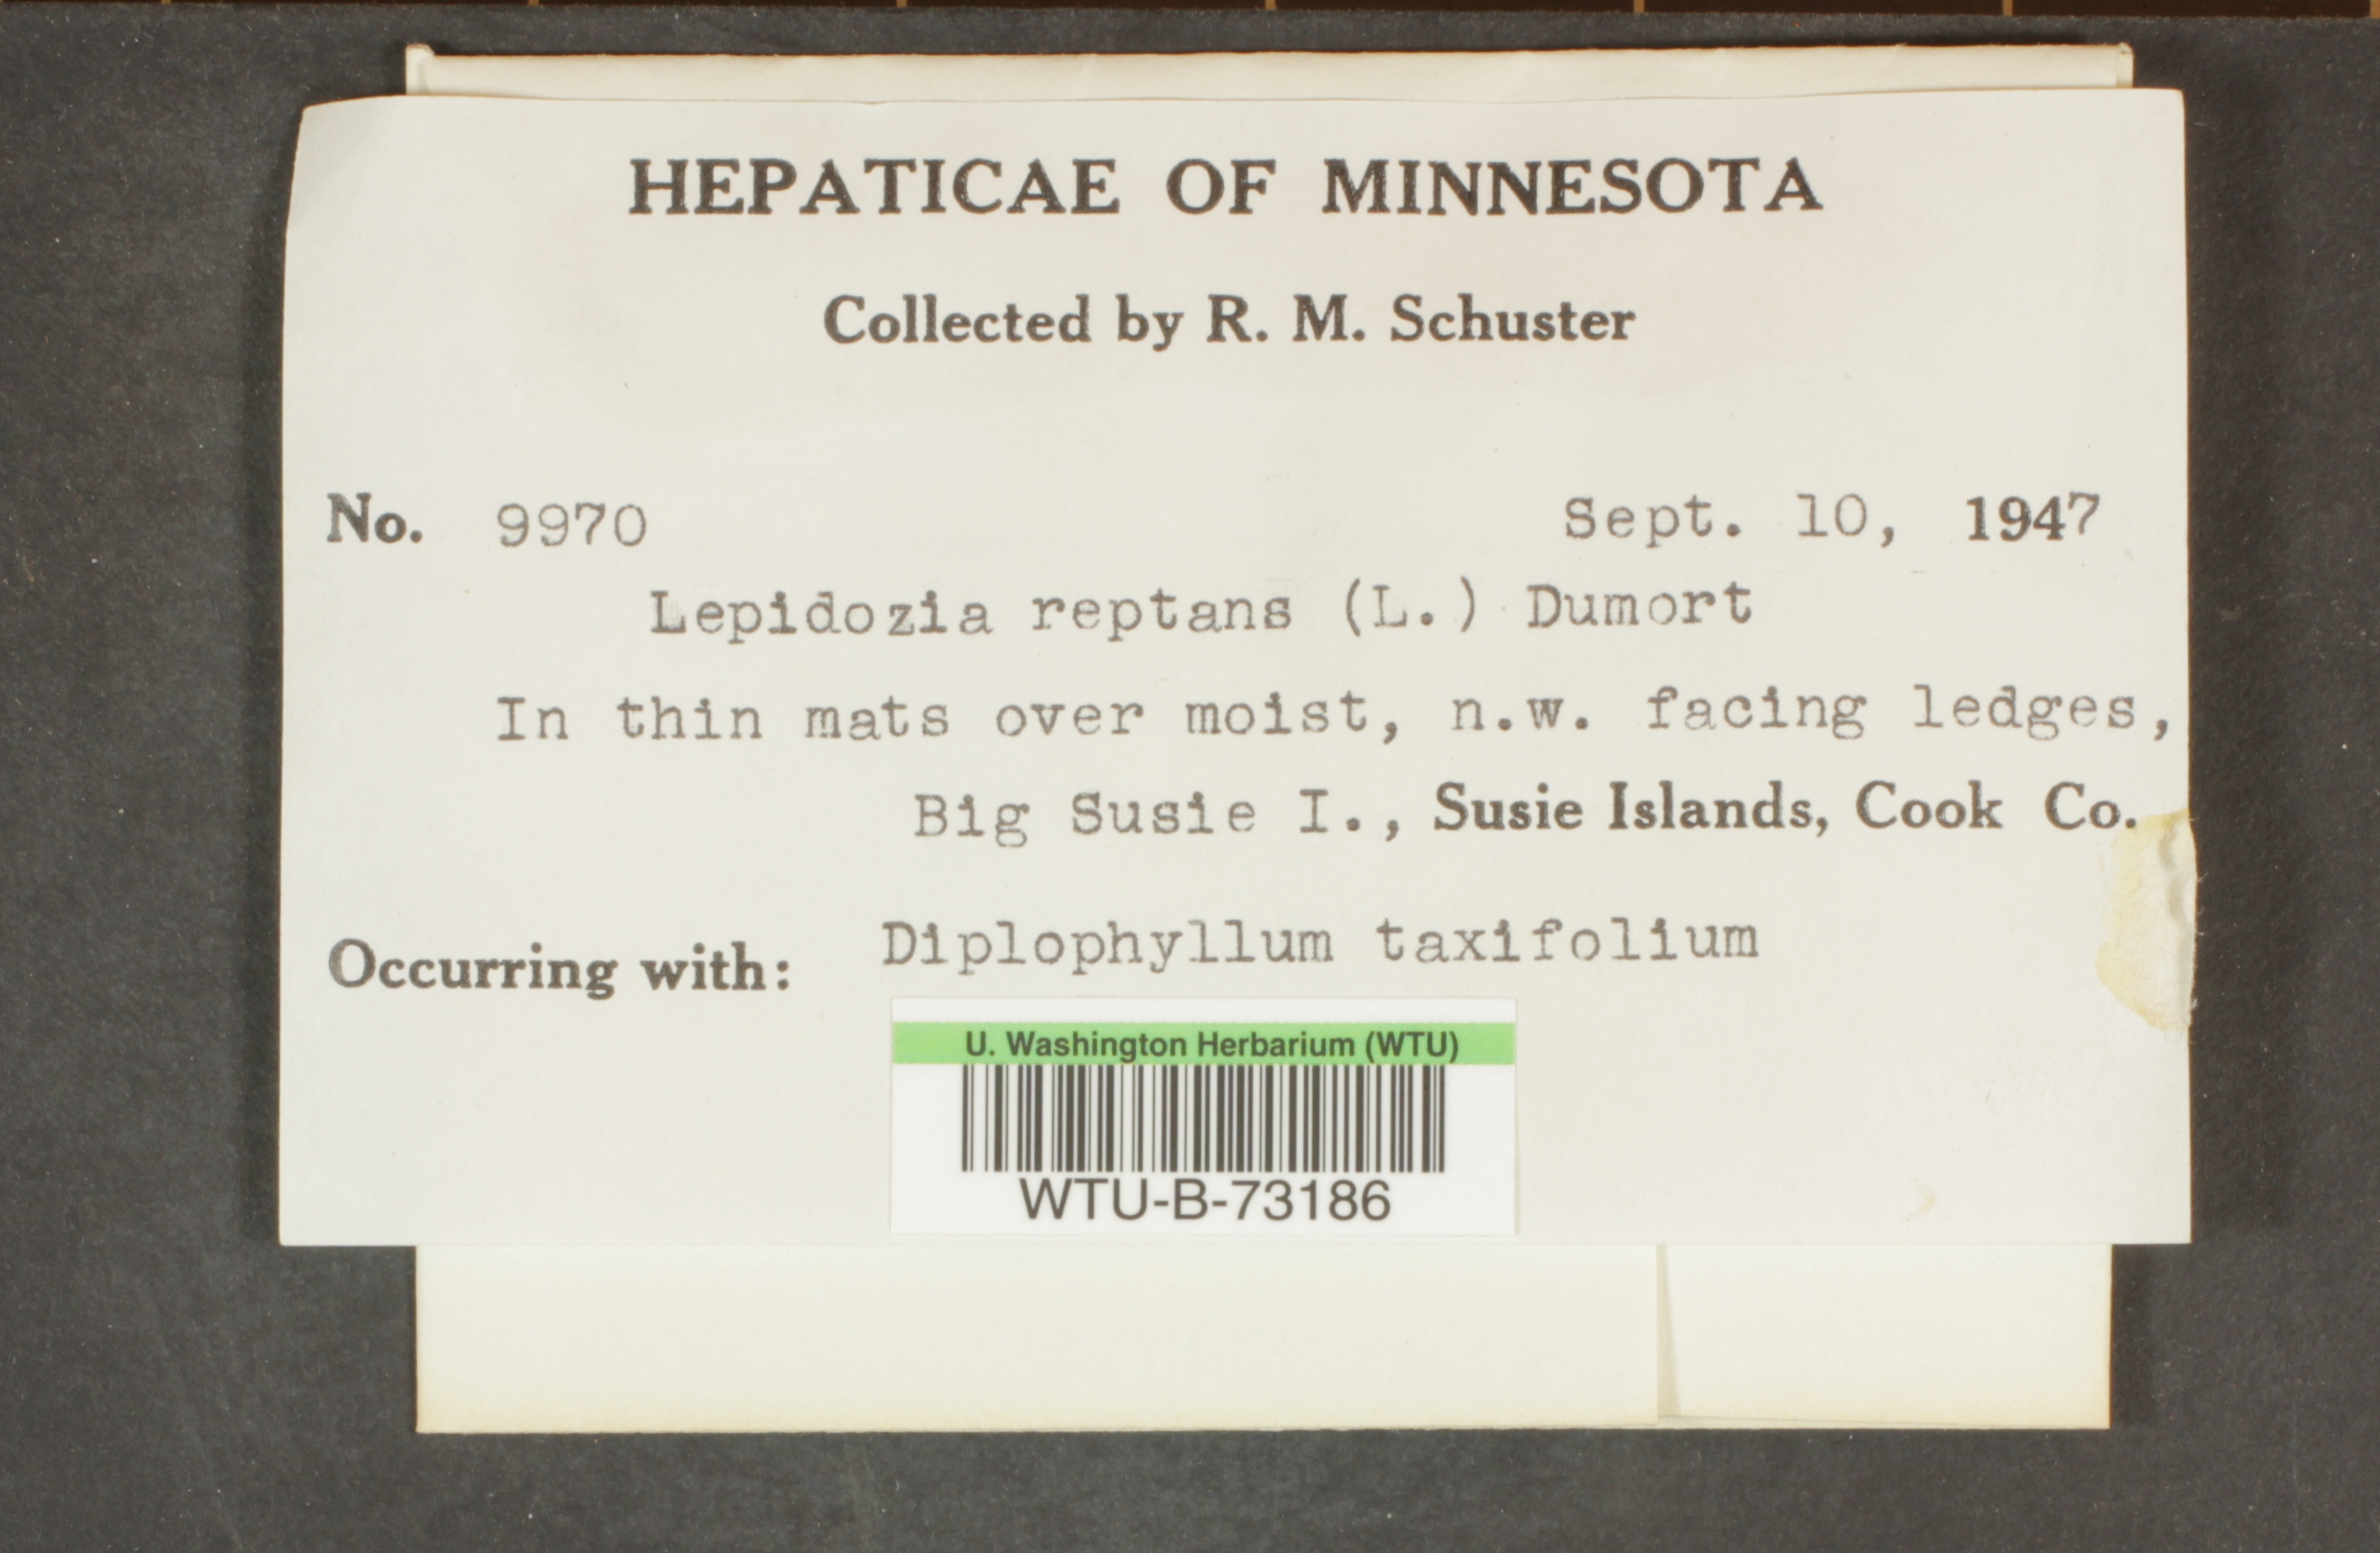 HEPATICAE OF MINNESOTA
Collected by R. M. Schuster
No. 9970 Sept. 10, 1947
Lepidozia reptans (L.) Dumort
In thin mats over moist, n.w. facing ledges,
Big Susie I., Susie Islands, Cook Co.
Occurring with: Diplophyllum taxifolium
U. Washington Herbarium (WTU)
WTU-B-73186